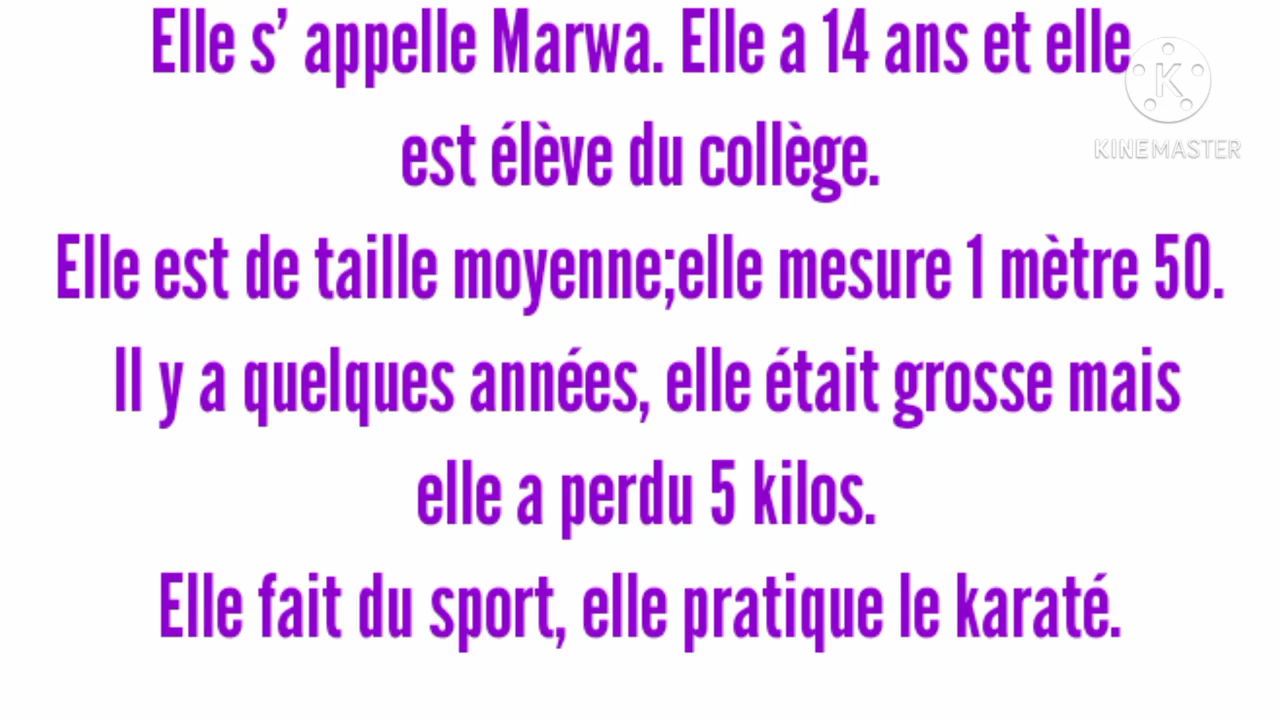 Elle s’ appelle Marwa. Elle a 14 ans et elle
K
KINEMASTER
est élève du collège.
Elle est de taille moyenne;elle mesure 1 mètre 50.
Il y a quelques années, elle était grosse mais
elle a perdu 5 kilos.
Elle fait du sport, elle pratique le karaté.